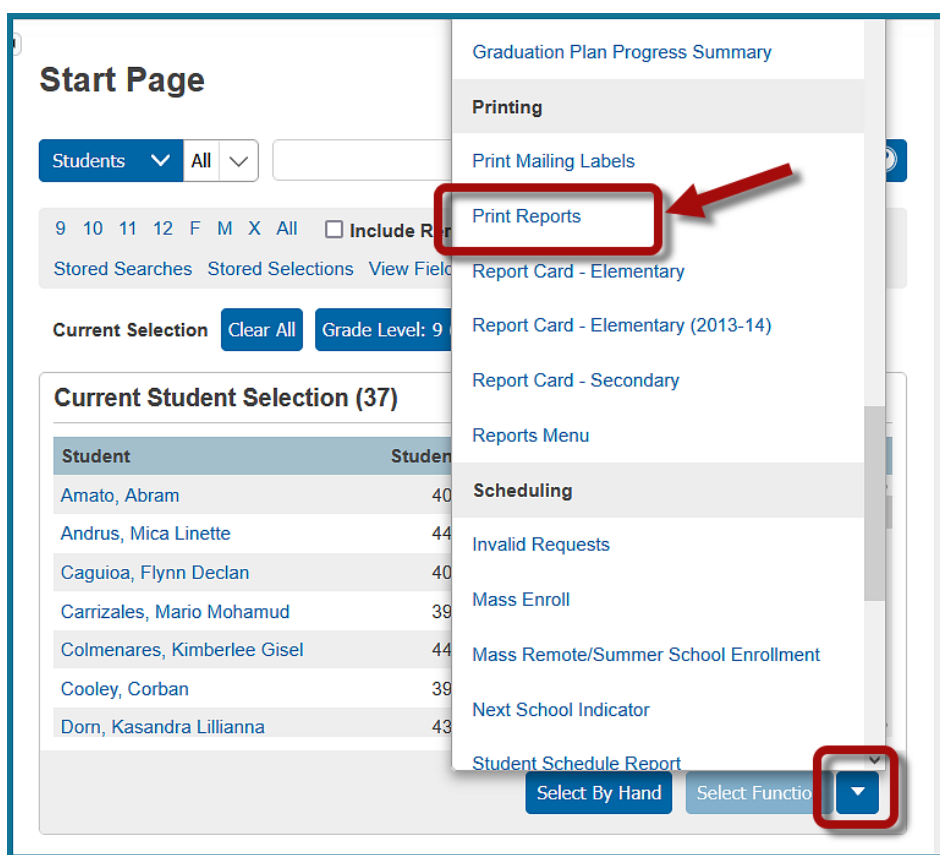 Start Page
Students All
9 10 11 12 F M X All Include
Stored Searches Stored Selections View
Current Selection Clear All Grade Level: 9
Current Student Selection (37)
Student
Amato, Abram 40
Andrus, Mica Linette 44
Caguioa, Flynn Declan 40
Carrizales, Mario Mohamud 39
Colmenares, Kimberlee Gisel 44
Cooley, Corban 39
Dorn, Kasandra Lillianna 43
Graduation Plan Progress Summary
Printing
Print Mailing Labels
Print Reports
Report Card - Elementary
Report Card - Elementary (2013-14)
Report Card - Secondary
Reports Menu
Scheduling
Invalid Requests
Mass Enroll
Mass Remote/Summer School Enrollment
Next School Indicator
Student Schedule Report
Select By Hand Select Functio